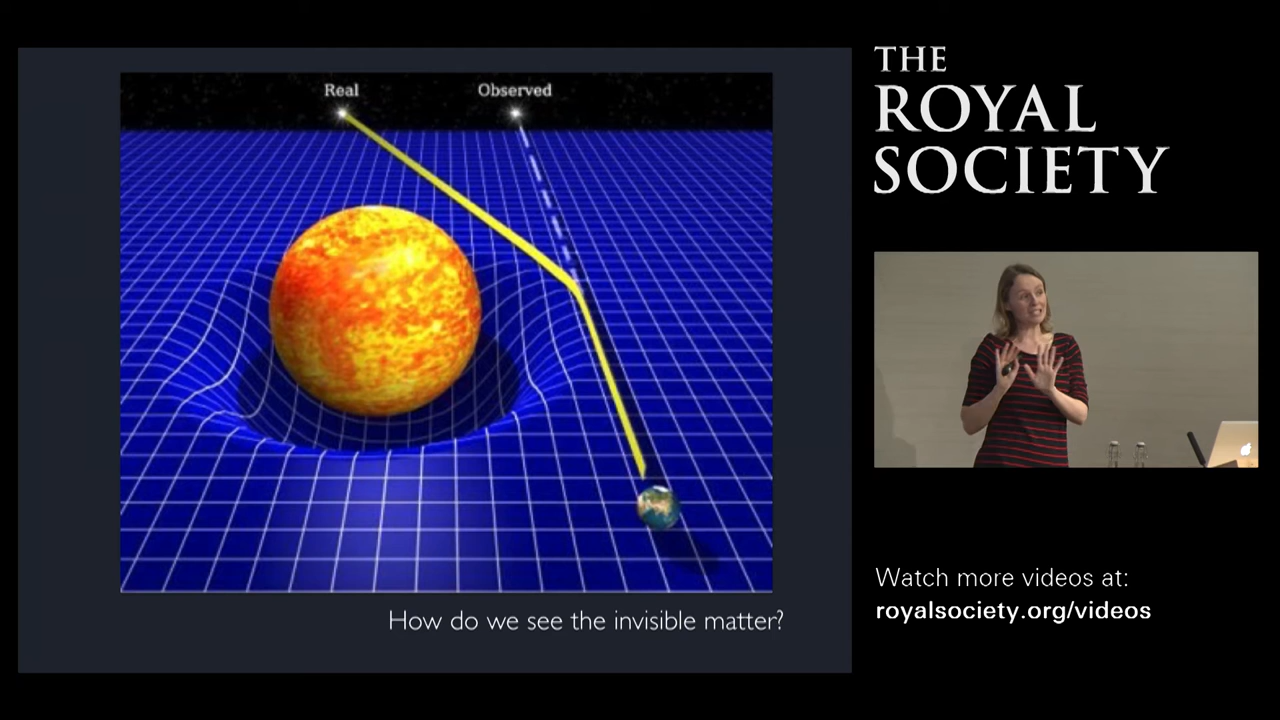 Real
Observed
How do we see the invisible matter?
THE
ROYAL
SOCIETY
Watch more videos at:
royalsociety.org/videos